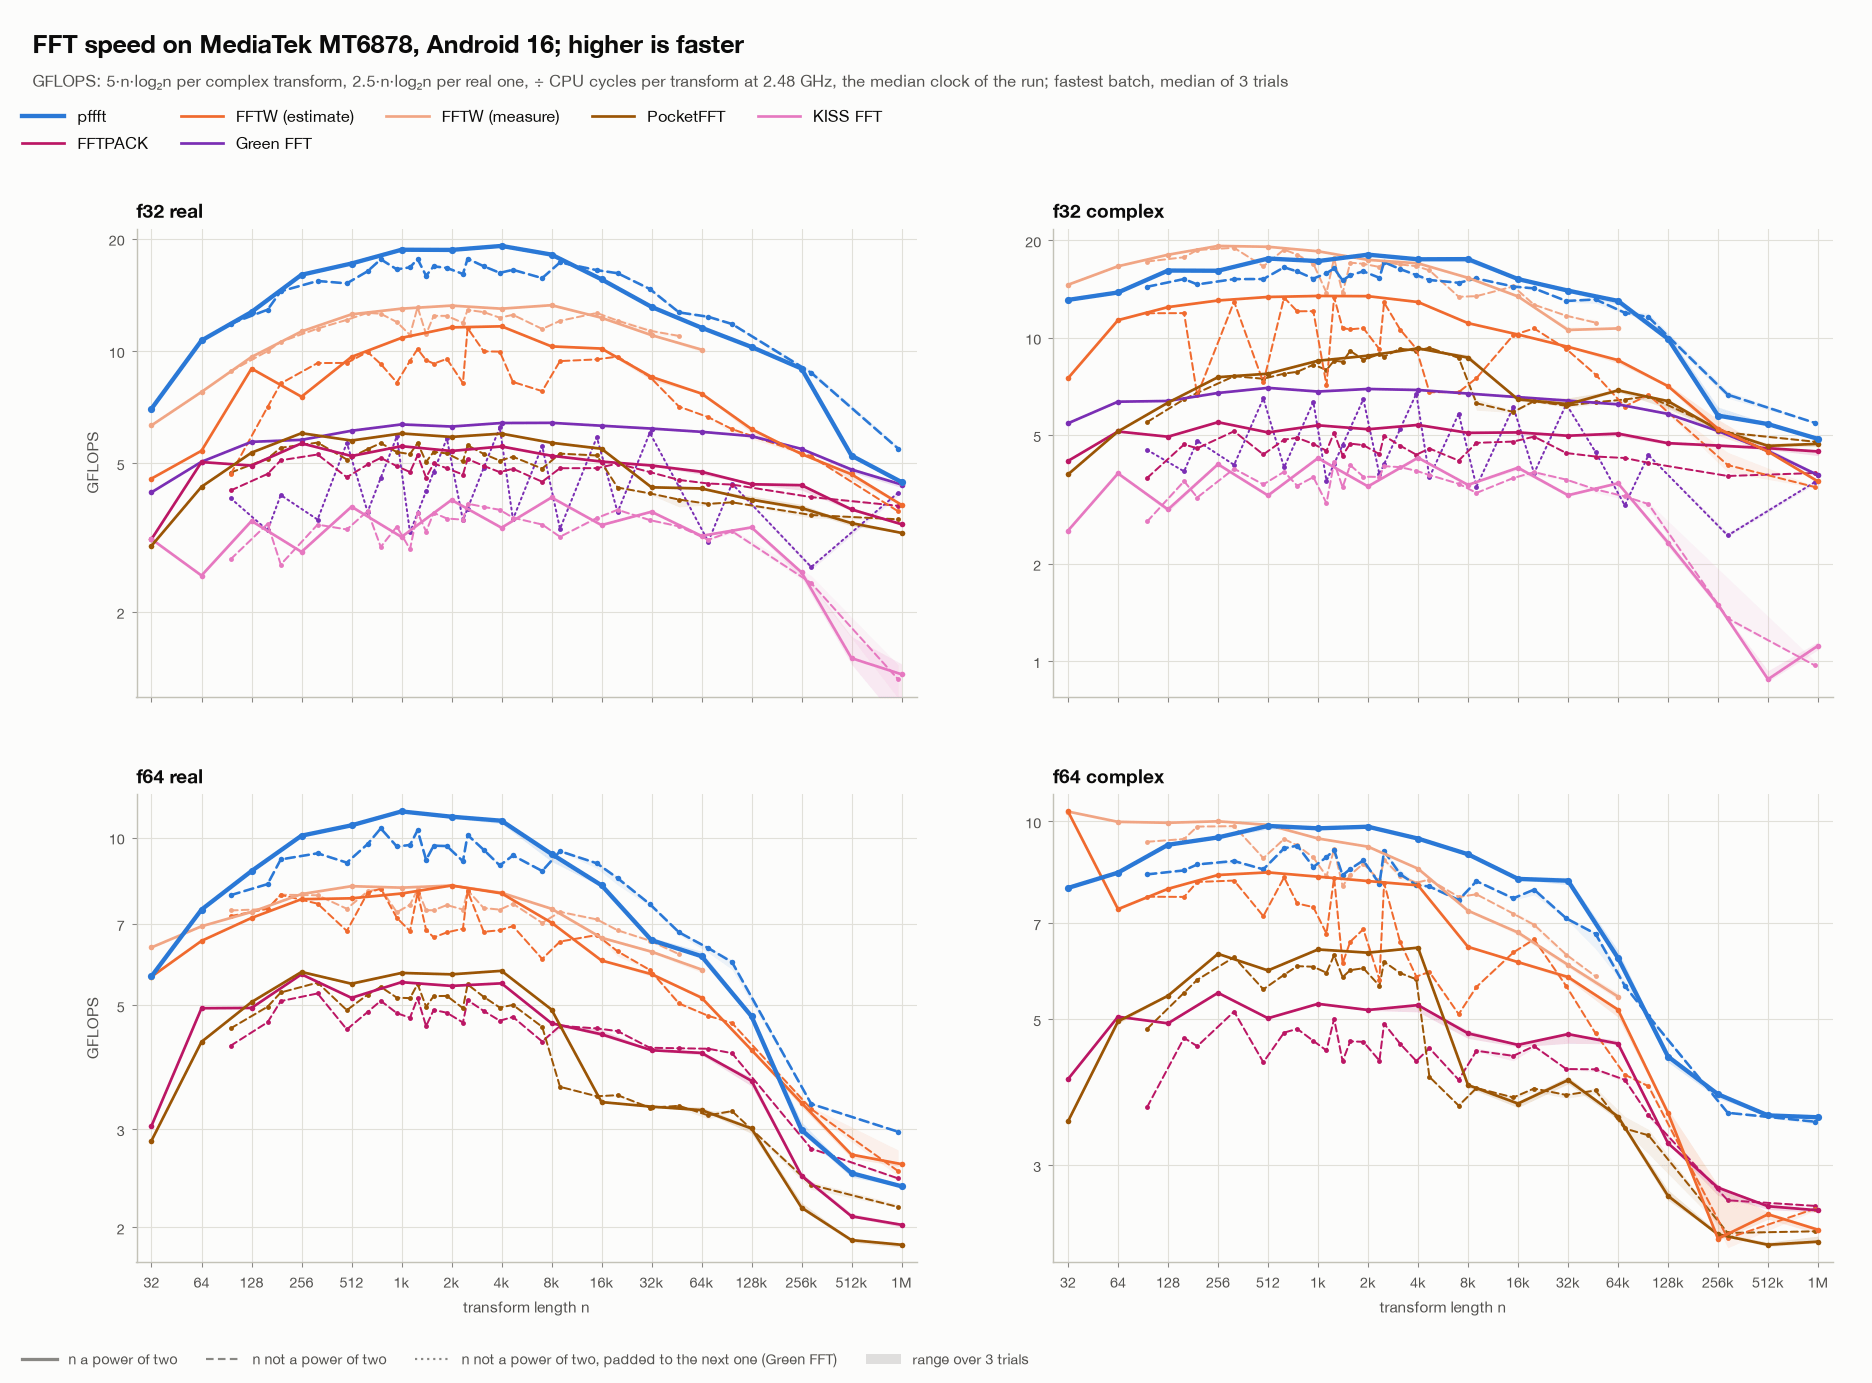 FFT speed on MediaTek MT6878, Android 16; higher is faster
GFLOPS: 5·n·log₂n per complex transform, 2.5·n·log₂n per real one, ÷ CPU cycles per transform at 2.48 GHz, the median clock of the run; fastest batch, median of 3 trials
pffft FFTW (estimate) FFTW (measure) PocketFFT KISS FFT
FFTPACK Green FFT
f32 real
20
10
5
2
GFLOPS
f32 complex
20
10
5
2
1
f64 real
10
7
5
3
2
GFLOPS
32 64 128 256 512 1k 2k 4k 8k 16k 32k 64k 128k 256k 512k 1M
transform length n
f64 complex
10
7
5
3
32 64 128 256 512 1k 2k 4k 8k 16k 32k 64k 128k 256k 512k 1M
transform length n
n a power of two n not a power of two n not a power of two, padded to the next one (Green FFT) range over 3 trials